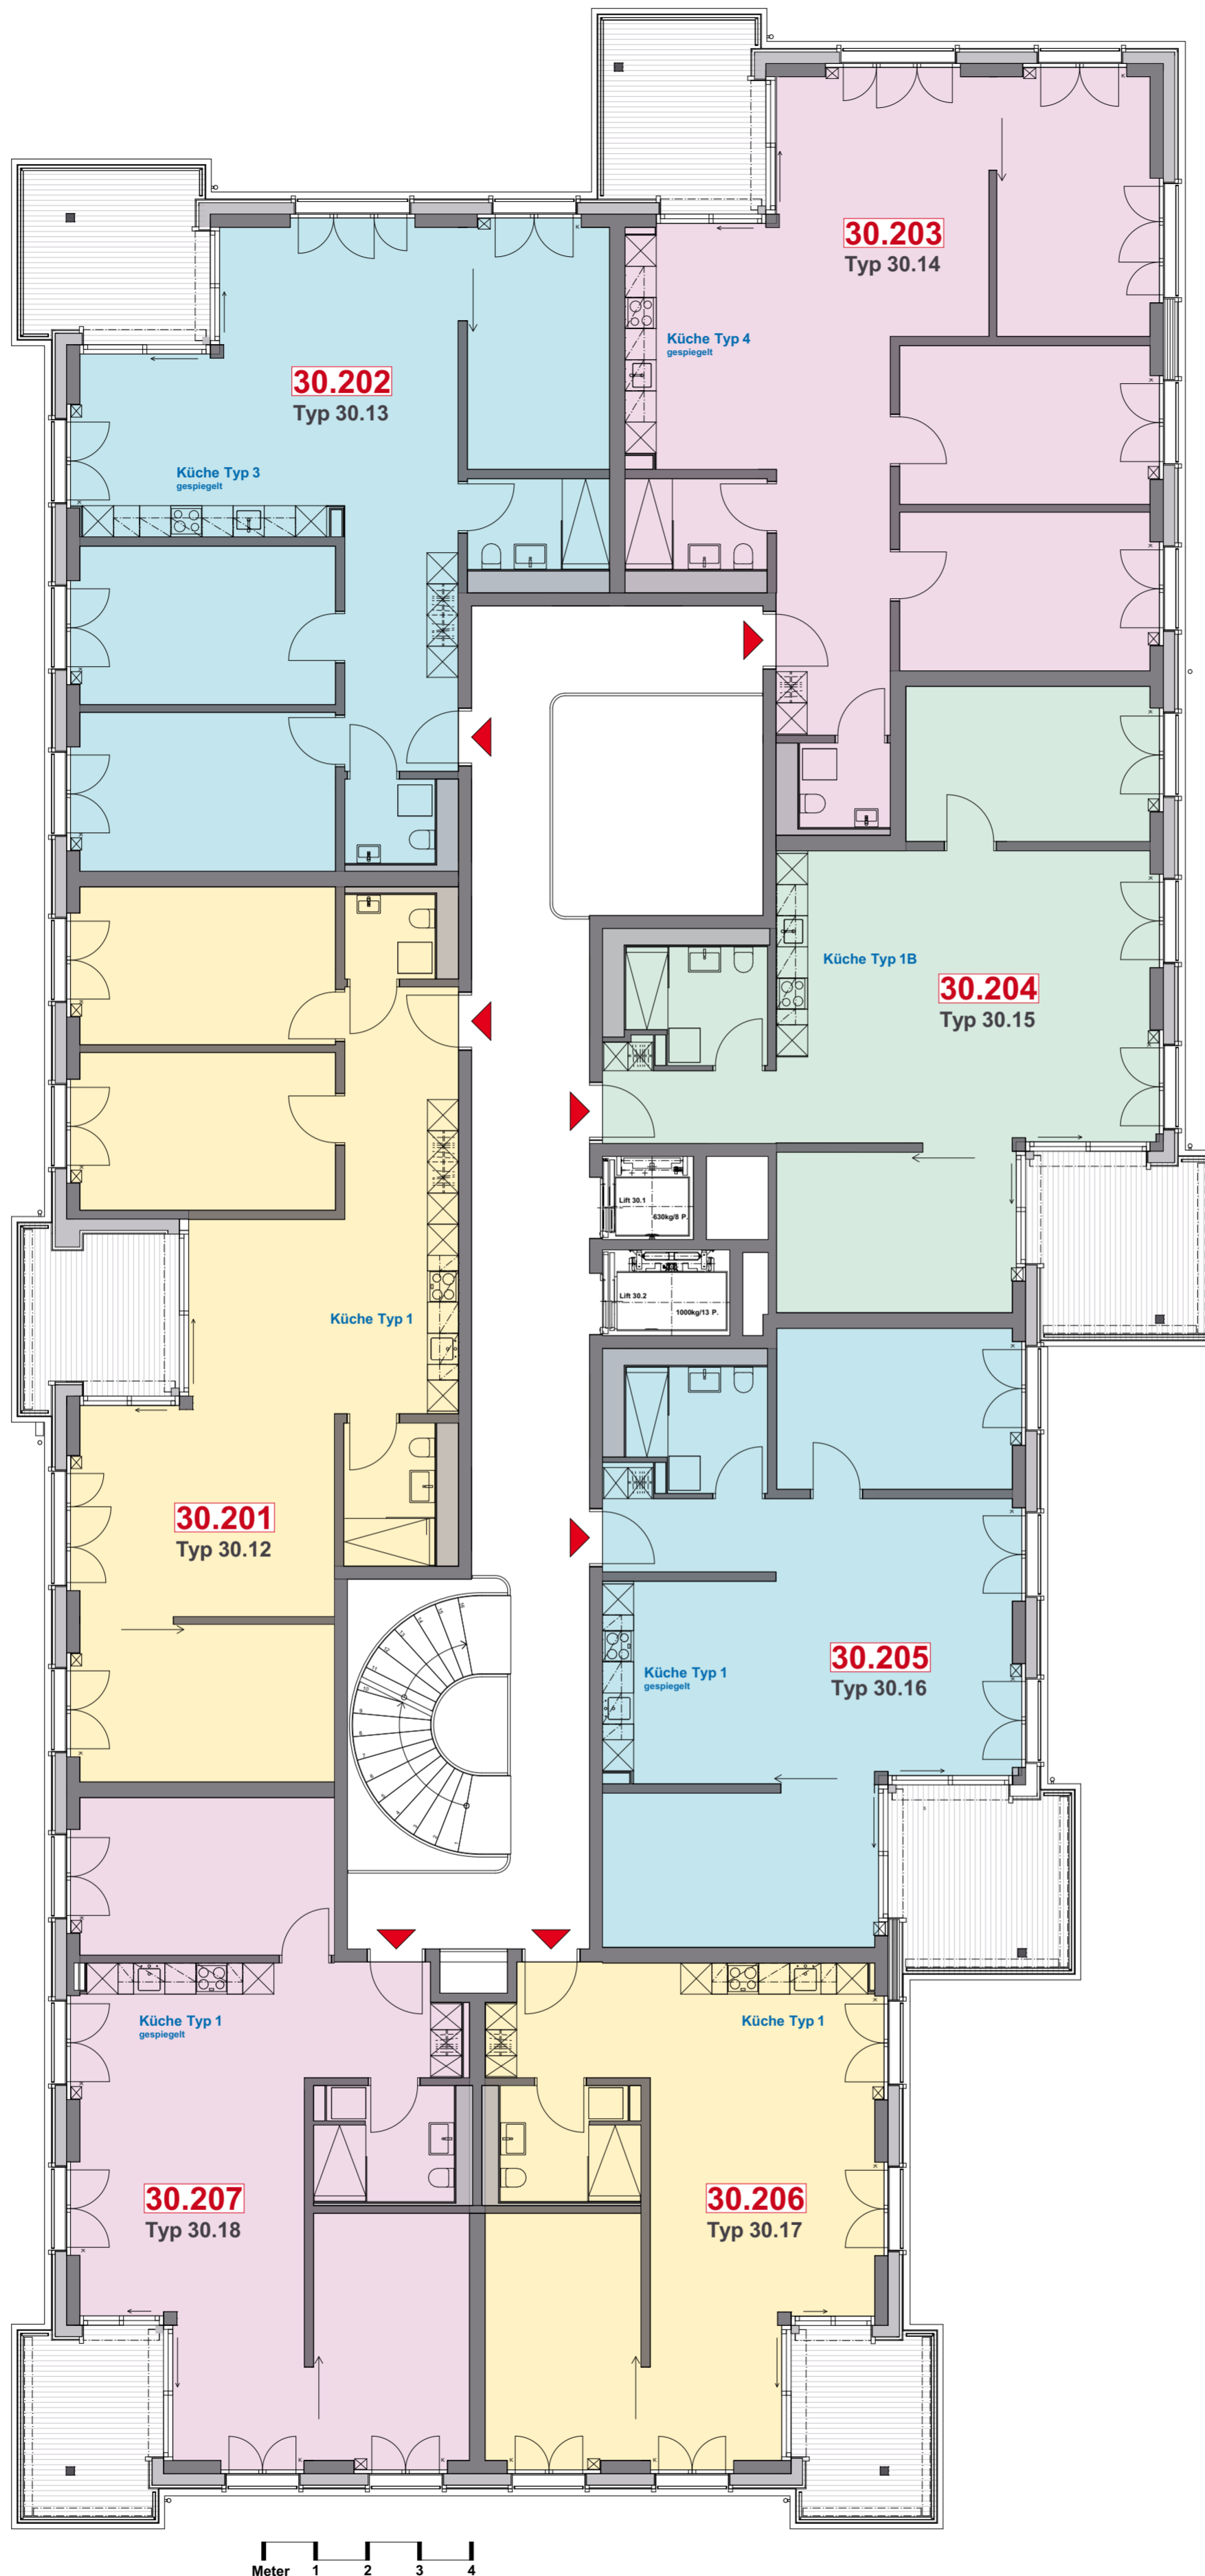 30.203
Typ 30.14
Küche Typ 4
gespiegelt
30.202
Typ 30.13
Küche Typ 3
gespiegelt
Küche Typ 1B
30.204
Typ 30.15
Lift 30.1
630kg/8 P.
Lift 30.2
1000kg/13 P.
Küche Typ 1
30.201
Typ 30.12
30.205
Typ 30.16
Küche Typ 1
gespiegelt
Küche Typ 1
gespiegelt
Küche Typ 1
30.207
Typ 30.18
30.206
Typ 30.17
Meter 1 2 3 4